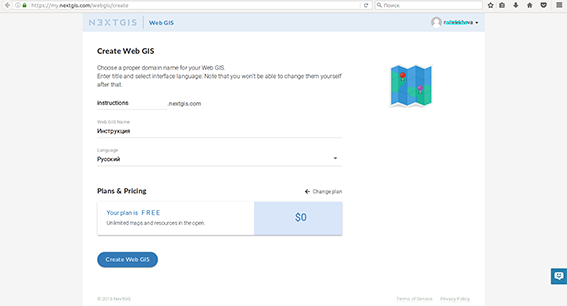 https://my.nextgis.com/webgis/create
Поиск
NEXTGIS Web GIS
Create Web GIS
Choose a proper domain name for your Web GIS.
Enter title and select interface language. Note that you won't be able to change them yourself
after that.
instructions .nextgis.com
Web GIS Name
Инструкция
Language
Русский
Plans & Pricing
Change plan
Your plan is FREE
$0
Unlimited maps and resources in the open.
Create Web GIS
Terms of Service Privacy Policy